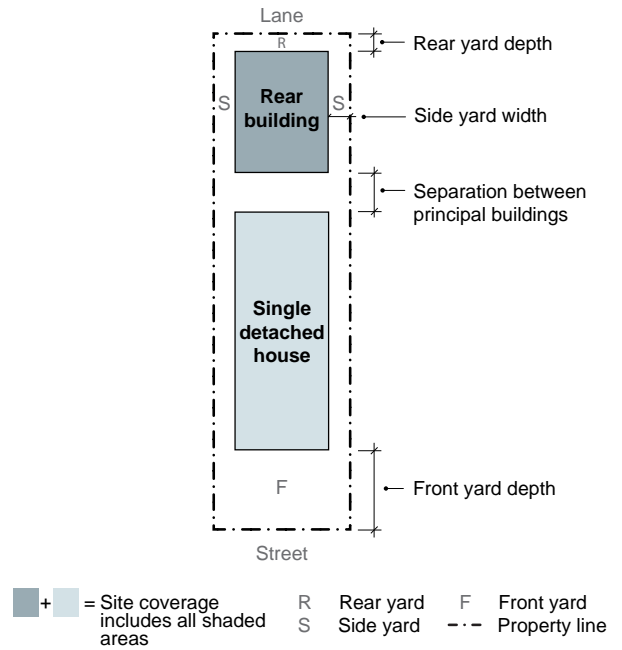 Lane
R
Rear yard depth
S
Rear
building
S
Side yard width
Separation between
principal buildings
Single
detached
house
F
Front yard depth
Street
+ = Site coverage
includes all shaded
areas
R Rear yard
S Side yard
F Front yard
Property line